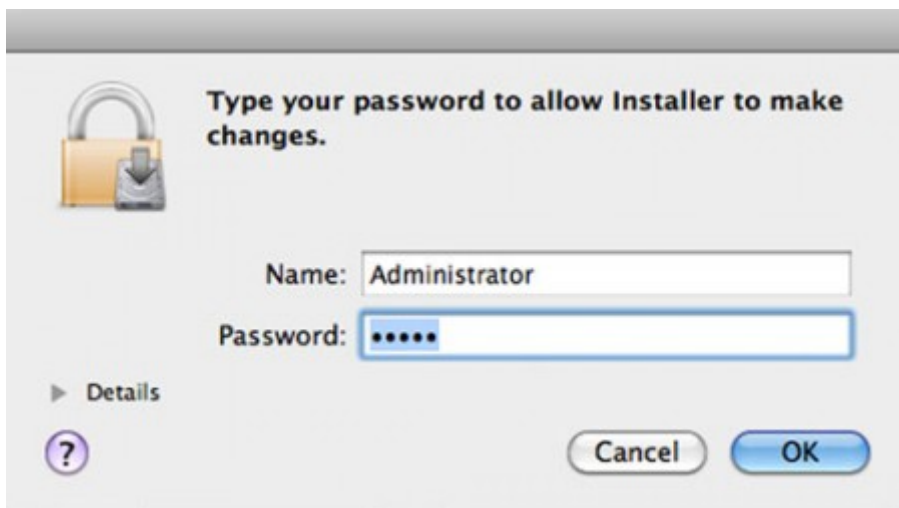 Type your password to allow Installer to make
changes.
Name: Administrator
Password: •••••
Details
?
Cancel OK